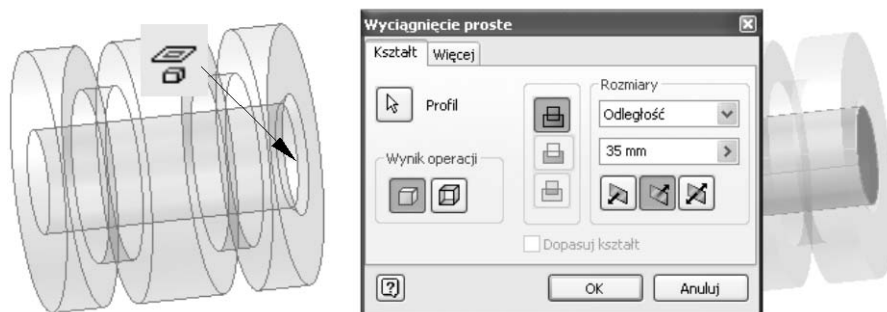 Wyciągnięcie proste
Kształt Więcej
Profil
Wynik operacji
Rozmiary
Odległość
35 mm
Dopasuj kształt
OK Anuluj